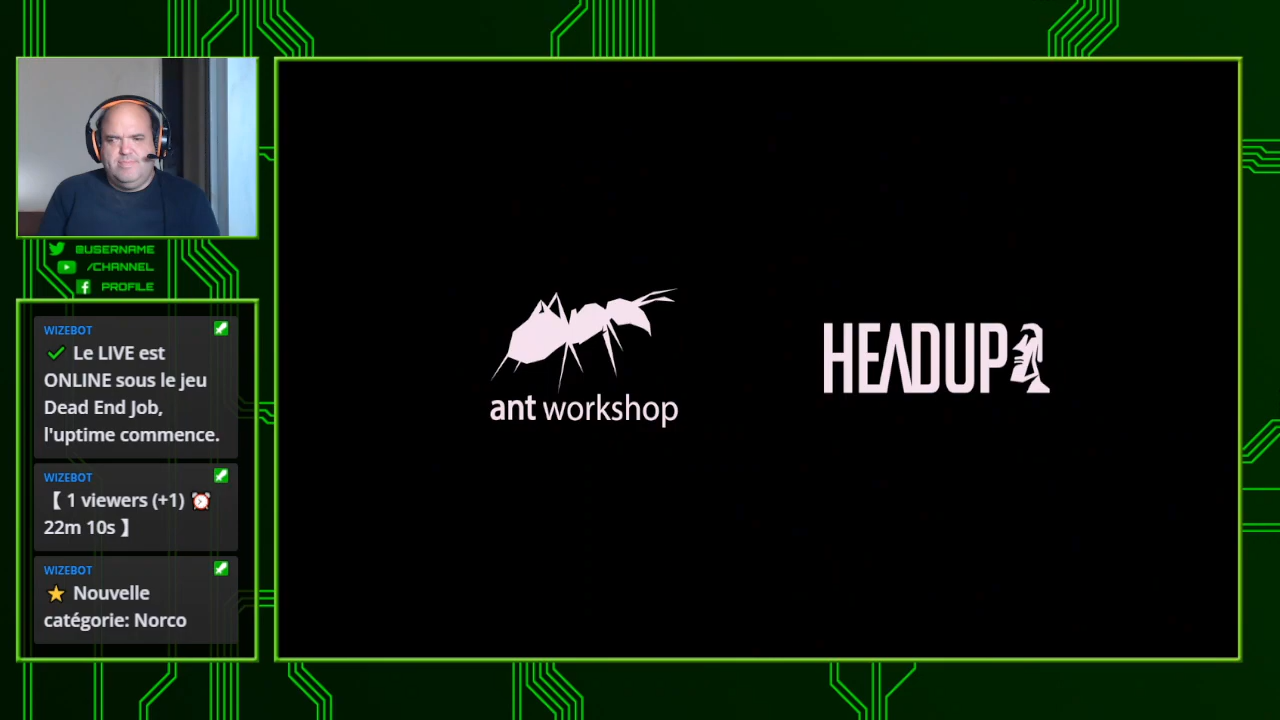 @USERNAME
/CHANNEL
PROFILE
WIZEBOT
Le LIVE est
ONLINE sous le jeu
Dead End Job,
l'uptime commence.
WIZEBOT
【 1 viewers (+1) ⏰
22m 10s 】
WIZEBOT
⭐ Nouvelle
catégorie: Norco
ant workshop
HEADUP